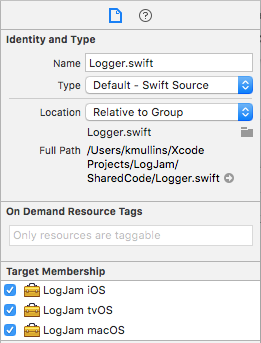 Identity and Type
Name Logger.swift
Type Default - Swift Source
Location Relative to Group
Logger.swift
Full Path /Users/kmullins/Xcode
Projects/LogJam/
SharedCode/Logger.swift
On Demand Resource Tags
Only resources are taggable
Target Membership
LogJam iOS
LogJam tvOS
LogJam macOS